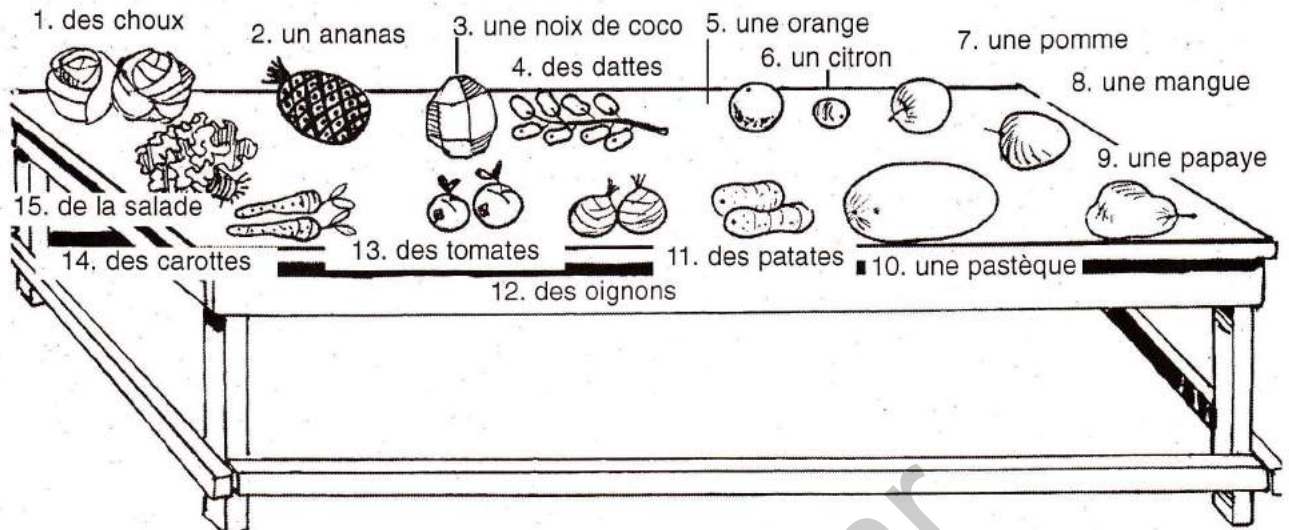 1. des choux
2. un ananas
3. une noix de coco
4. des dattes
5. une orange
6. un citron
7. une pomme
8. une mangue
9. une papaye
10. une pastèque
11. des patates
12. des oignons
13. des tomates
14. des carottes
15. de la salade
er